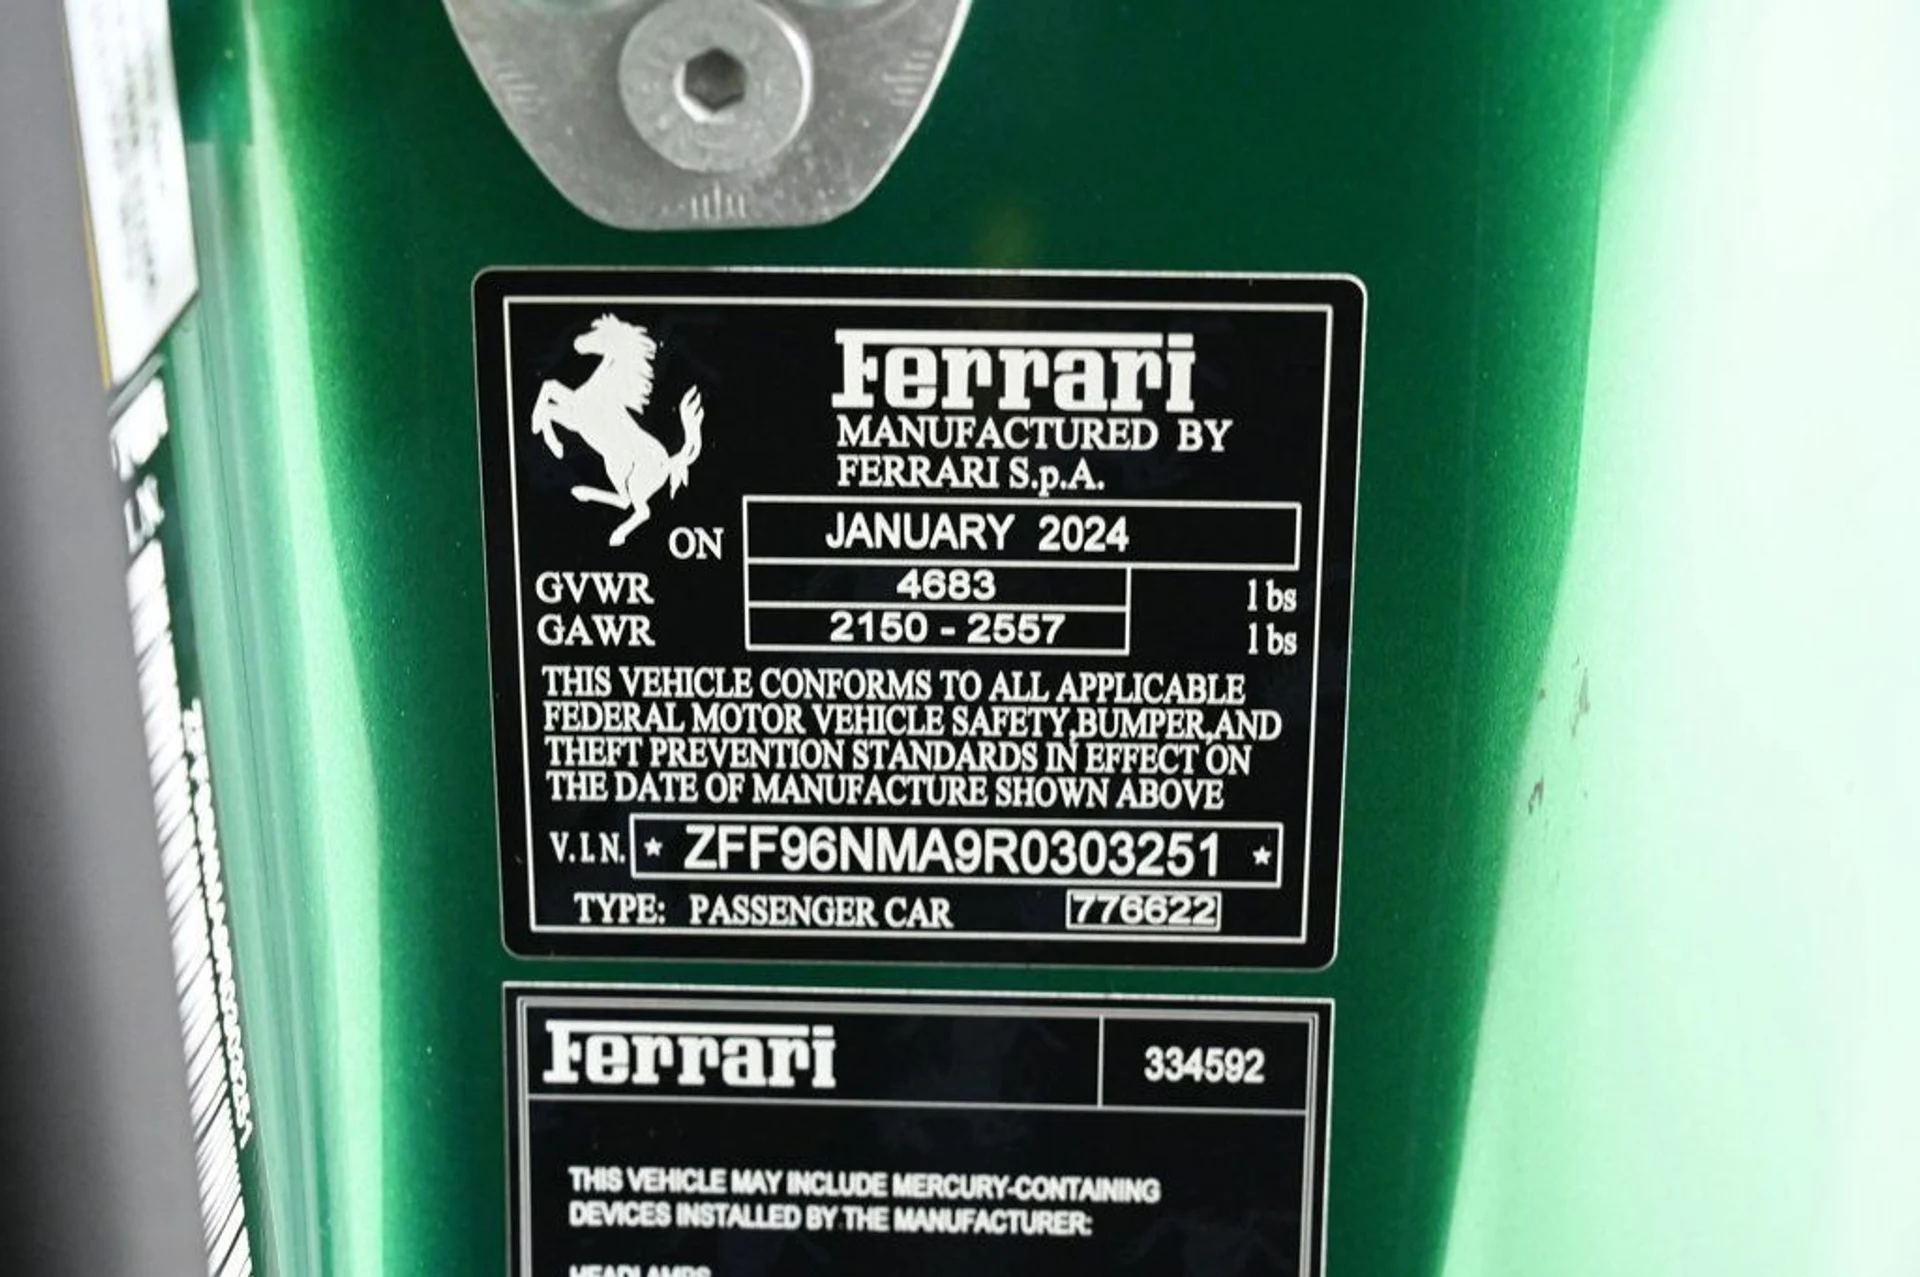 Ferrari
MANUFACTURED BY
FERRARI S.p.A.
ON JANUARY 2024
GVWR 4683 lbs
GAWR 2150 - 2557 lbs
THIS VEHICLE CONFORMS TO ALL APPLICABLE
FEDERAL MOTOR VEHICLE SAFETY,BUMPER,AND
THEFT PREVENTION STANDARDS IN EFFECT ON
THE DATE OF MANUFACTURE SHOWN ABOVE
V.I.N. * ZFF96NMA9R0303251 *
TYPE: PASSENGER CAR 776622
Ferrari 334592
THIS VEHICLE MAY INCLUDE MERCURY-CONTAINING
DEVICES INSTALLED BY THE MANUFACTURER:
HEADLAMPS